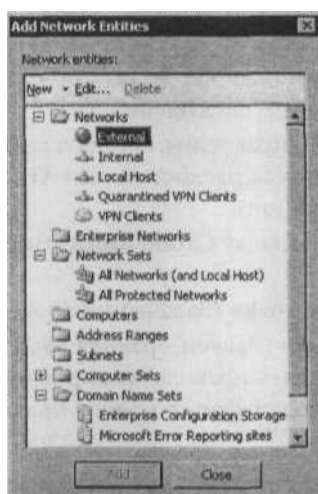 Add Network Entities
Network entities:
New Edit... Delete
Networks
External
Internal
Local Host
Quarantined VPN Clients
VPN Clients
Enterprise Networks
Network Sets
All Networks (and Local Host)
All Protected Networks
Computers
Address Ranges
Subnets
Computer Sets
Domain Name Sets
Enterprise Configuration Storage
Microsoft Error Reporting sites
Add Close